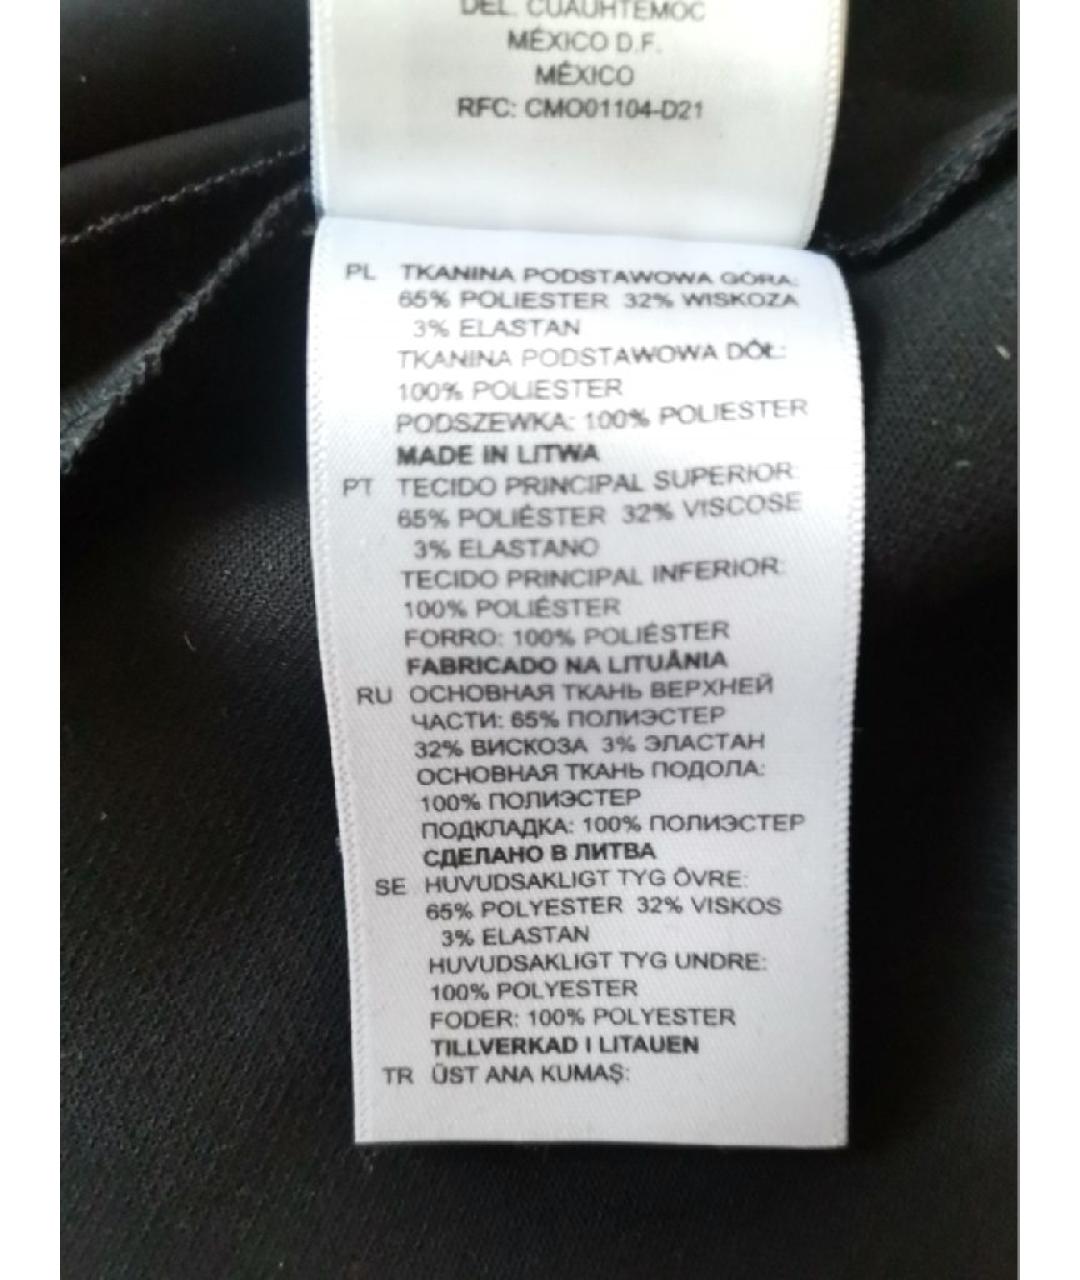 DEL. CUAUHTEMOC
MÉXICO D.F.
MÉXICO
RFC: CMO01104-D21
PL TKANINA PODSTAWOWA GÓRA:
65% POLIESTER 32% WISKOZA
3% ELASTAN
TKANINA PODSTAWOWA DÓŁ:
100% POLIESTER
PODSZEWKA: 100% POLIESTER
MADE IN LITWA
PT TECIDO PRINCIPAL SUPERIOR:
65% POLIÉSTER 32% VISCOSE
3% ELASTANO
TECIDO PRINCIPAL INFERIOR:
100% POLIÉSTER
FORRO: 100% POLIÉSTER
FABRICADO NA LITUÂNIA
RU ОСНОВНАЯ ТКАНЬ ВЕРХНЕЙ
ЧАСТИ: 65% ПОЛИЭСТЕР
32% ВИСКОЗА 3% ЭЛАСТАН
ОСНОВНАЯ ТКАНЬ ПОДОЛА:
100% ПОЛИЭСТЕР
ПОДКЛАДКА: 100% ПОЛИЭСТЕР
СДЕЛАНО В ЛИТВА
SE HUVUDSAKLIGT TYG ÖVRE:
65% POLYESTER 32% VISKOS
3% ELASTAN
HUVUDSAKLIGT TYG UNDRE:
100% POLYESTER
FODER: 100% POLYESTER
TILLVERKAD I LITAUEN
TR ÜST ANA KUMAŞ: